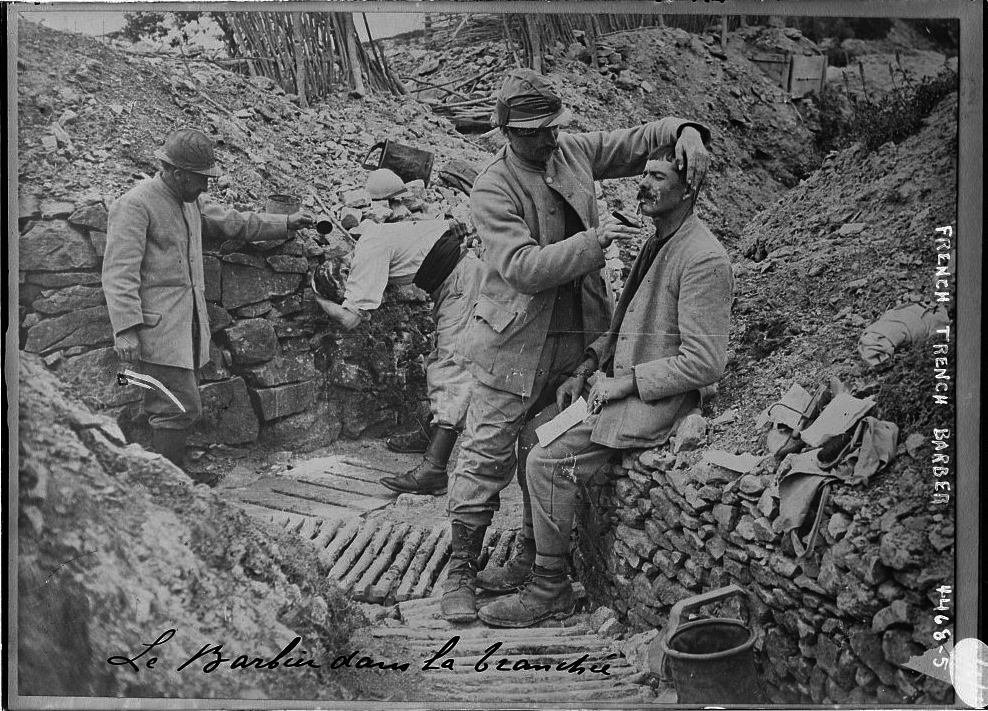 Le Barbier dans la tranchée
FRENCH TRENCH BARBER 4468-5